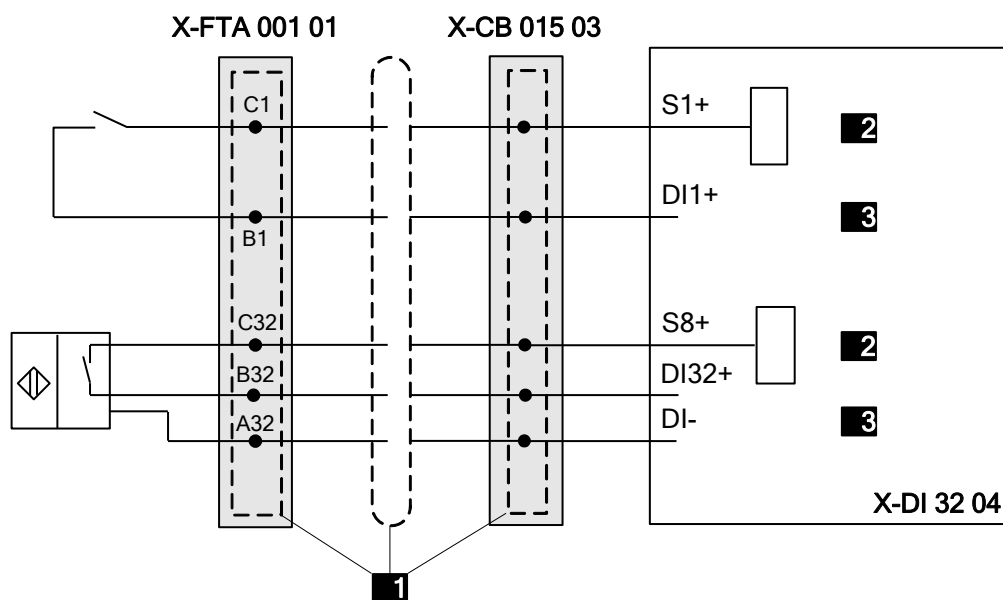 X-FTA 001 01 X-CB 015 03
C1 S1+
2
DI1+
3
B1
C32 S8+
2
B32 DI32+
A32 DI-
3
X-DI 32 04
1